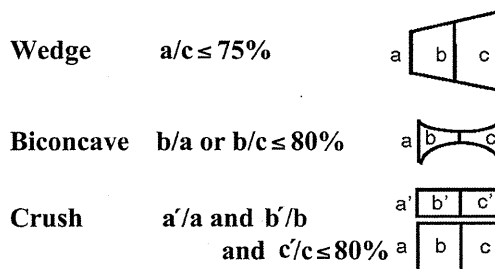 Wedge a/c ≤ 75% a b c
Biconcave b/a or b/c ≤ 80% a b c
a' b' c'
Crush a´/a and b´/b
and c´/c ≤ 80% a b c